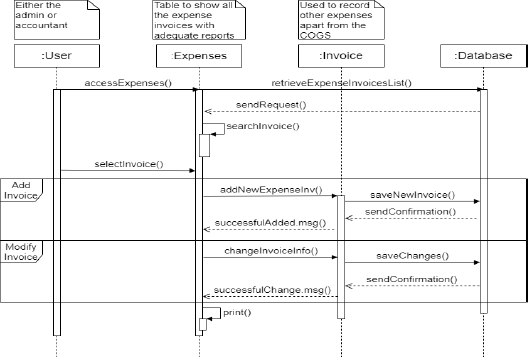 Either the
admin or
accountant
Table to show all
the expense
invoices with
adequate reports
Used to record
other expenses
apart from the
COGS
:User
:Expenses
:Invoice
:Database
accessExpenses()
retrieveExpenseInvoicesList()
sendRequest()
searchInvoice()
selectInvoice()
Add
Invoice
addNewExpenseInv()
saveNewInvoice()
sendConfirmation()
successfulAdded.msg()
Modify
Invoice
changeInvoiceInfo()
saveChanges()
sendConfirmation()
successfulChange.msg()
print()